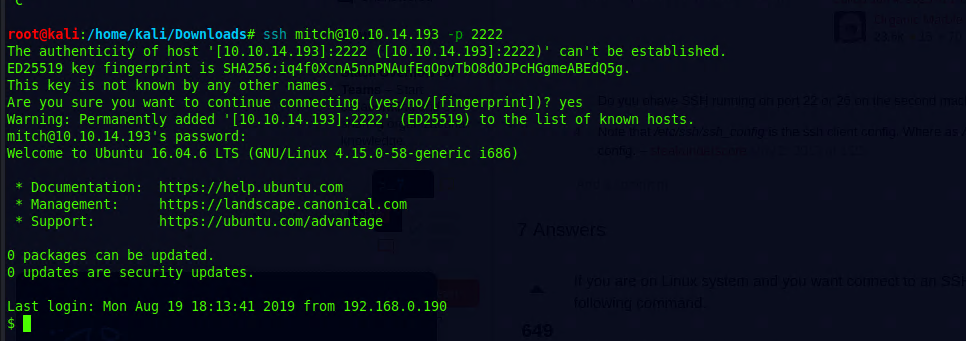 ^C
root@kali:/home/kali/Downloads# ssh mitch@10.10.14.193 -p 2222
The authenticity of host '[10.10.14.193]:2222 ([10.10.14.193]:2222)' can't be established.
ED25519 key fingerprint is SHA256:iq4f0XcnA5nnPNAufEqOpvTbO8dOJPcHGgmeABEdQ5g.
This key is not known by any other names.
Are you sure you want to continue connecting (yes/no/[fingerprint])? yes
Warning: Permanently added '[10.10.14.193]:2222' (ED25519) to the list of known hosts.
mitch@10.10.14.193's password:
Welcome to Ubuntu 16.04.6 LTS (GNU/Linux 4.15.0-58-generic i686)
* Documentation:  https://help.ubuntu.com
* Management:     https://landscape.canonical.com
* Support:        https://ubuntu.com/advantage
0 packages can be updated.
0 updates are security updates.
Last login: Mon Aug 19 18:13:41 2019 from 192.168.0.190
$
Do you have SSH running on port 22 or 26 on the second
Note that /etc/ssh/ssh_config is the ssh client config. Where as
config.
7 Answers
If you are on Linux system and you want connect to an SSH
following command.
649